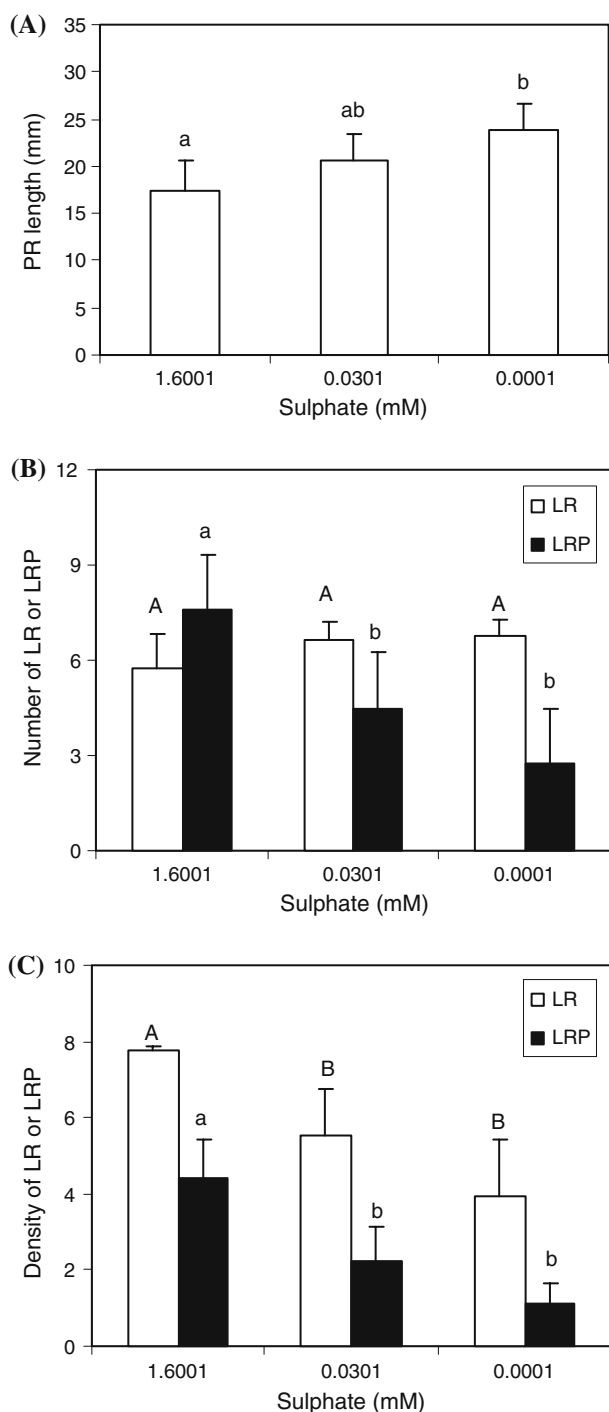 (A)
35
30
25
20
15
10
5
0
PR length (mm)
a
ab
b
1.6001 0.0301 0.0001
Sulphate (mM)
(B)
12
9
6
3
0
Number of LR or LRP
LR
LRP
A a A b A b
1.6001 0.0301 0.0001
Sulphate (mM)
(C)
10
8
6
4
2
0
Density of LR or LRP
LR
LRP
A a B b B b
1.6001 0.0301 0.0001
Sulphate (mM)